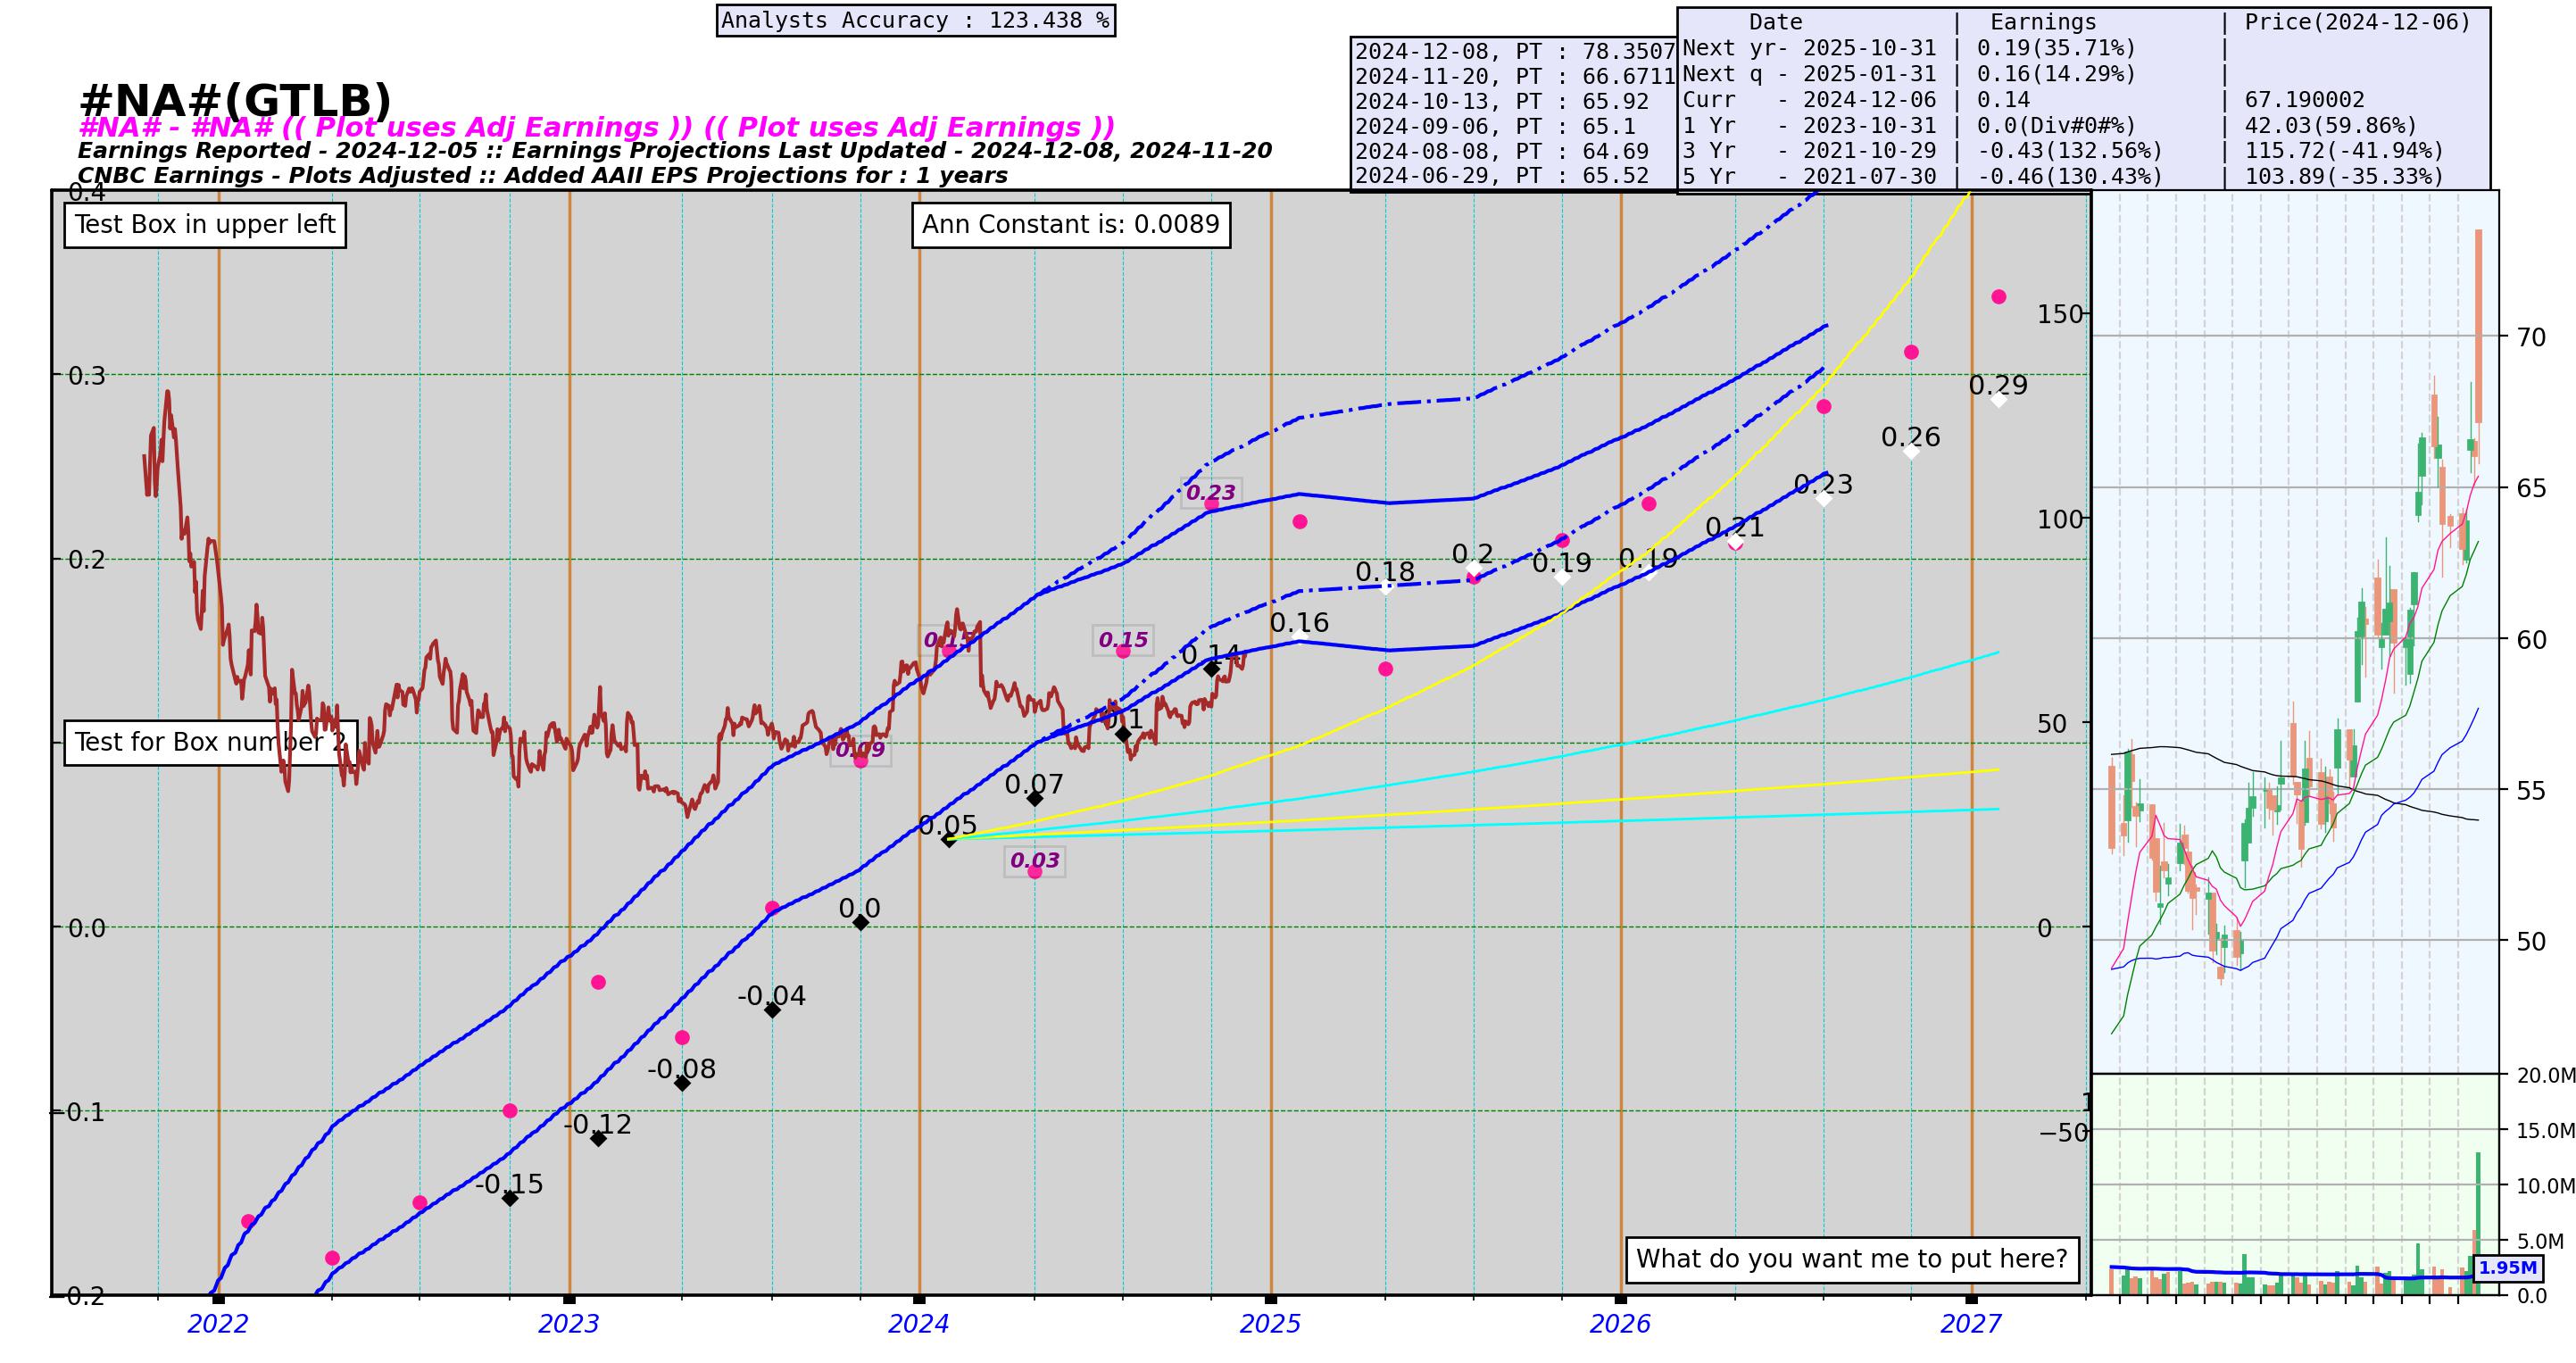 Analysts Accuracy : 123.438 %
#NA#(GTLB)
#NA# - #NA# (( Plot uses Adj Earnings )) (( Plot uses Adj Earnings ))
Earnings Reported - 2024-12-05 :: Earnings Projections Last Updated - 2024-12-08, 2024-11-20
CNBC Earnings - Plots Adjusted :: Added AAII EPS Projections for : 1 years
2024-12-08, PT : 78.3507
2024-11-20, PT : 66.6711
2024-10-13, PT : 65.92
2024-09-06, PT : 65.1
2024-08-08, PT : 64.69
2024-06-29, PT : 65.52
Date | Earnings | Price(2024-12-06)
Next yr- 2025-10-31 | 0.19(35.71%) |
Next q - 2025-01-31 | 0.16(14.29%) |
Curr - 2024-12-06 | 0.14 | 67.190002
1 Yr - 2023-10-31 | 0.0(Div#0#%) | 42.03(59.86%)
3 Yr - 2021-10-29 | -0.43(132.56%) | 115.72(-41.94%)
5 Yr - 2021-07-30 | -0.46(130.43%) | 103.89(-35.33%)
Test Box in upper left
Ann Constant is: 0.0089
Test for Box number 2
What do you want me to put here?
0.4
0.3
0.2
0.0
−0.1
−0.2
-0.15
-0.12
-0.08
-0.04
0.0
0.05
0.07
0.1
0.14
0.16
0.18
0.2
0.19
0.19
0.21
0.23
0.26
0.29
0.09
0.15
0.03
0.15
0.23
150
100
50
0
−50
1
70
65
60
55
50
20.0M
15.0M
10.0M
5.0M
1.95M
0.0
2022
2023
2024
2025
2026
2027